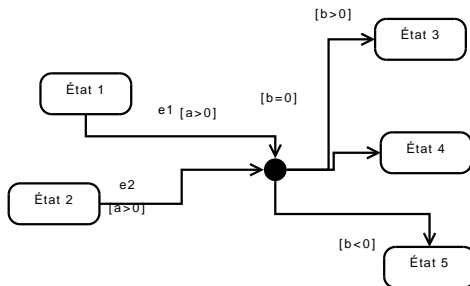 [b>0]
État 3
État 1
e1 [a>0]
[b=0]
État 4
e2
[a>0]
État 2
[b<0]
État 5